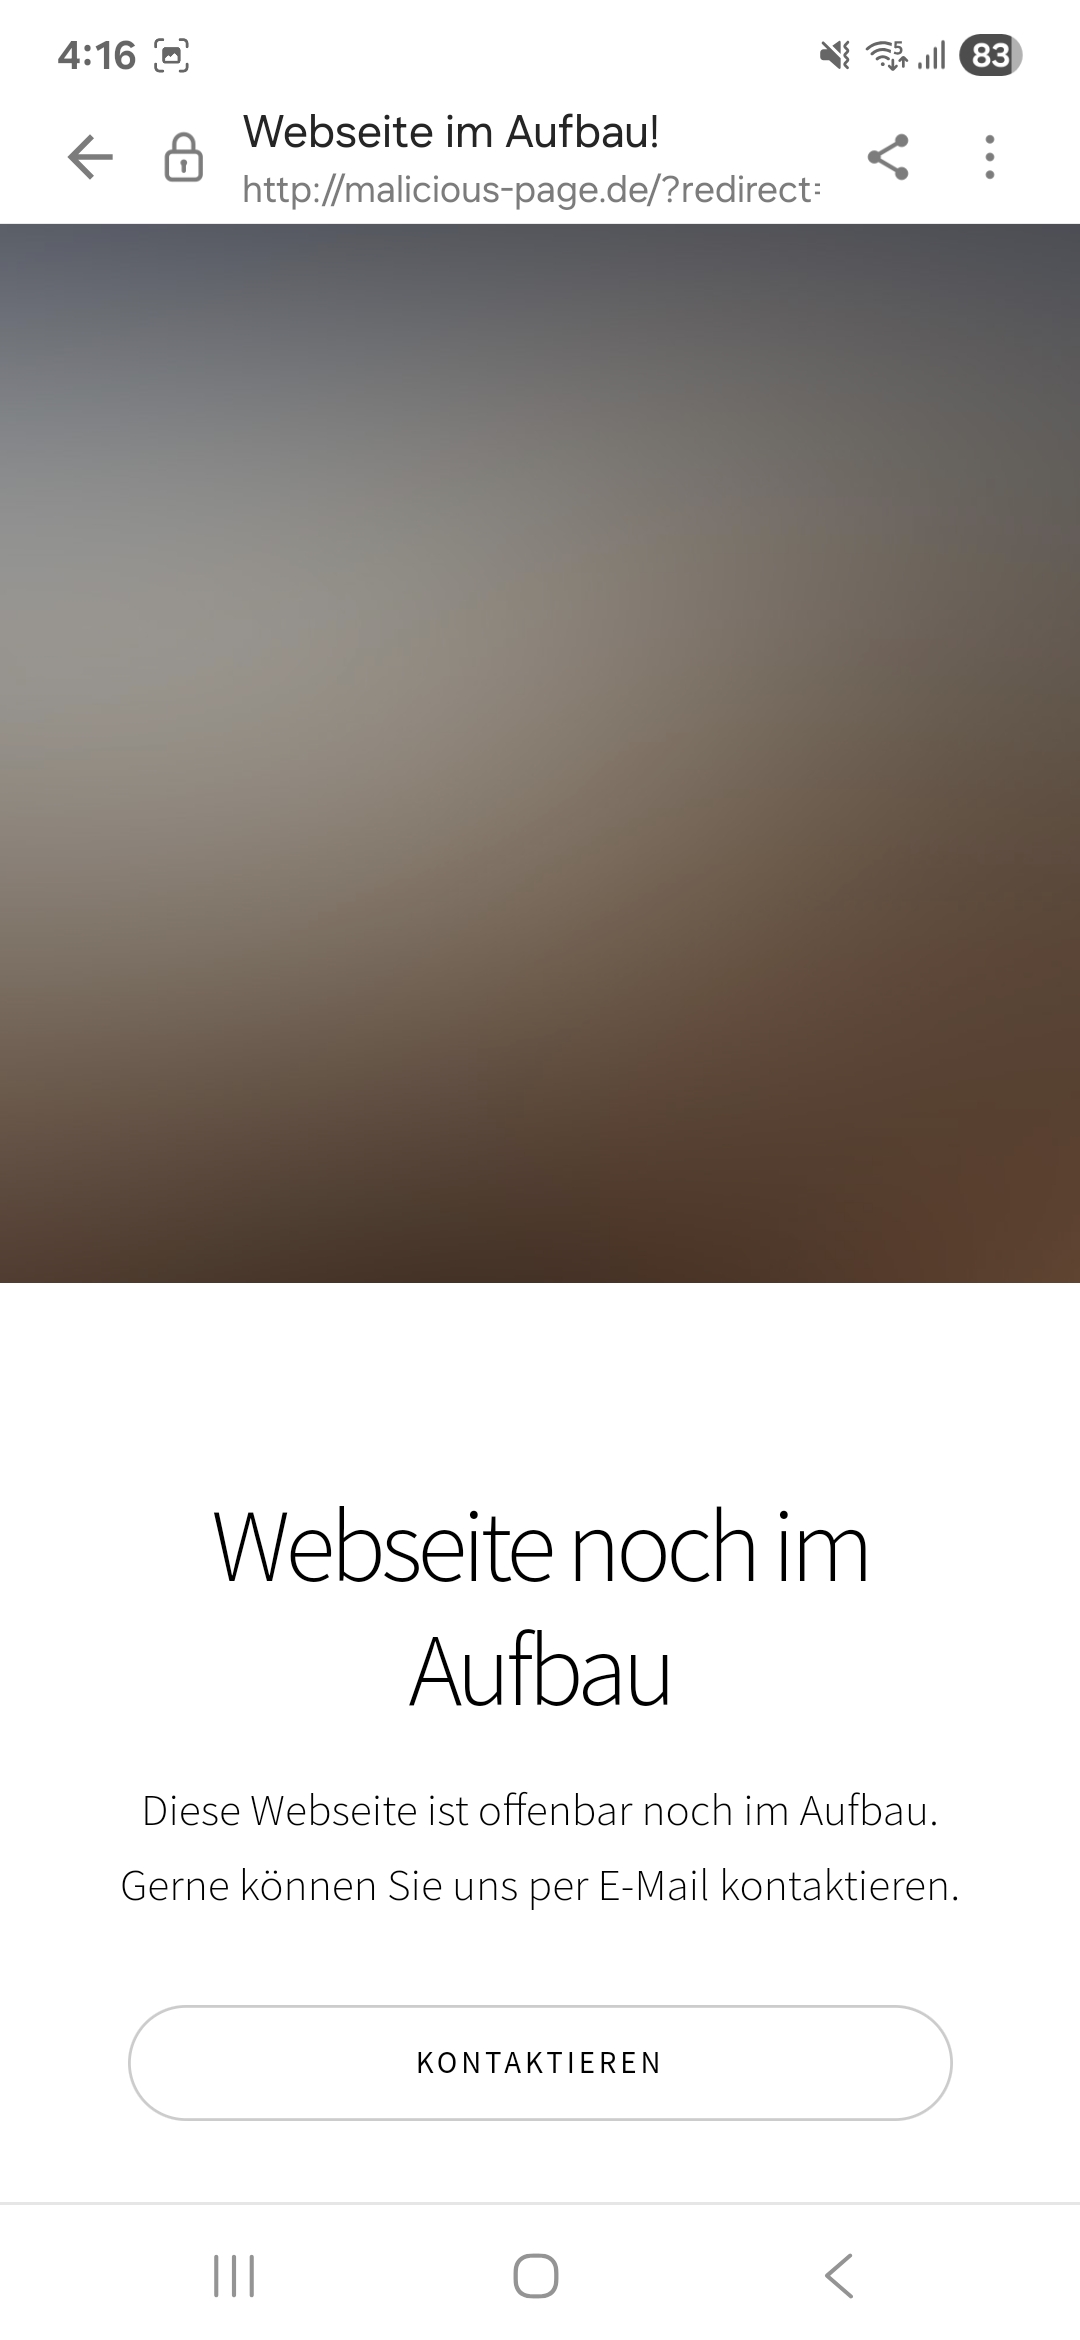 4:16
5
83
Webseite im Aufbau!
http://malicious-page.de/?redirect=
Webseite noch im
Aufbau
Diese Webseite ist offenbar noch im Aufbau.
Gerne können Sie uns per E-Mail kontaktieren.
KONTAKTIEREN